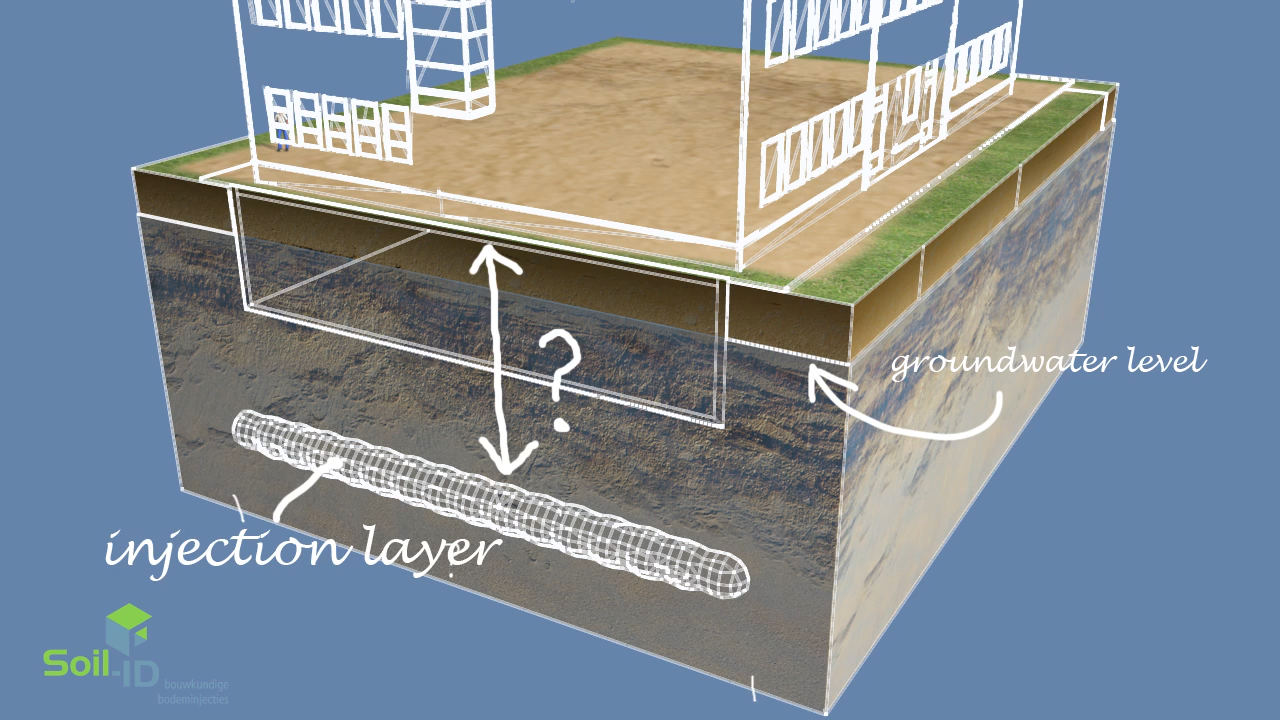 groundwater level
?
injection layer
Soil-ID
bouwkundige
bodeminjecties